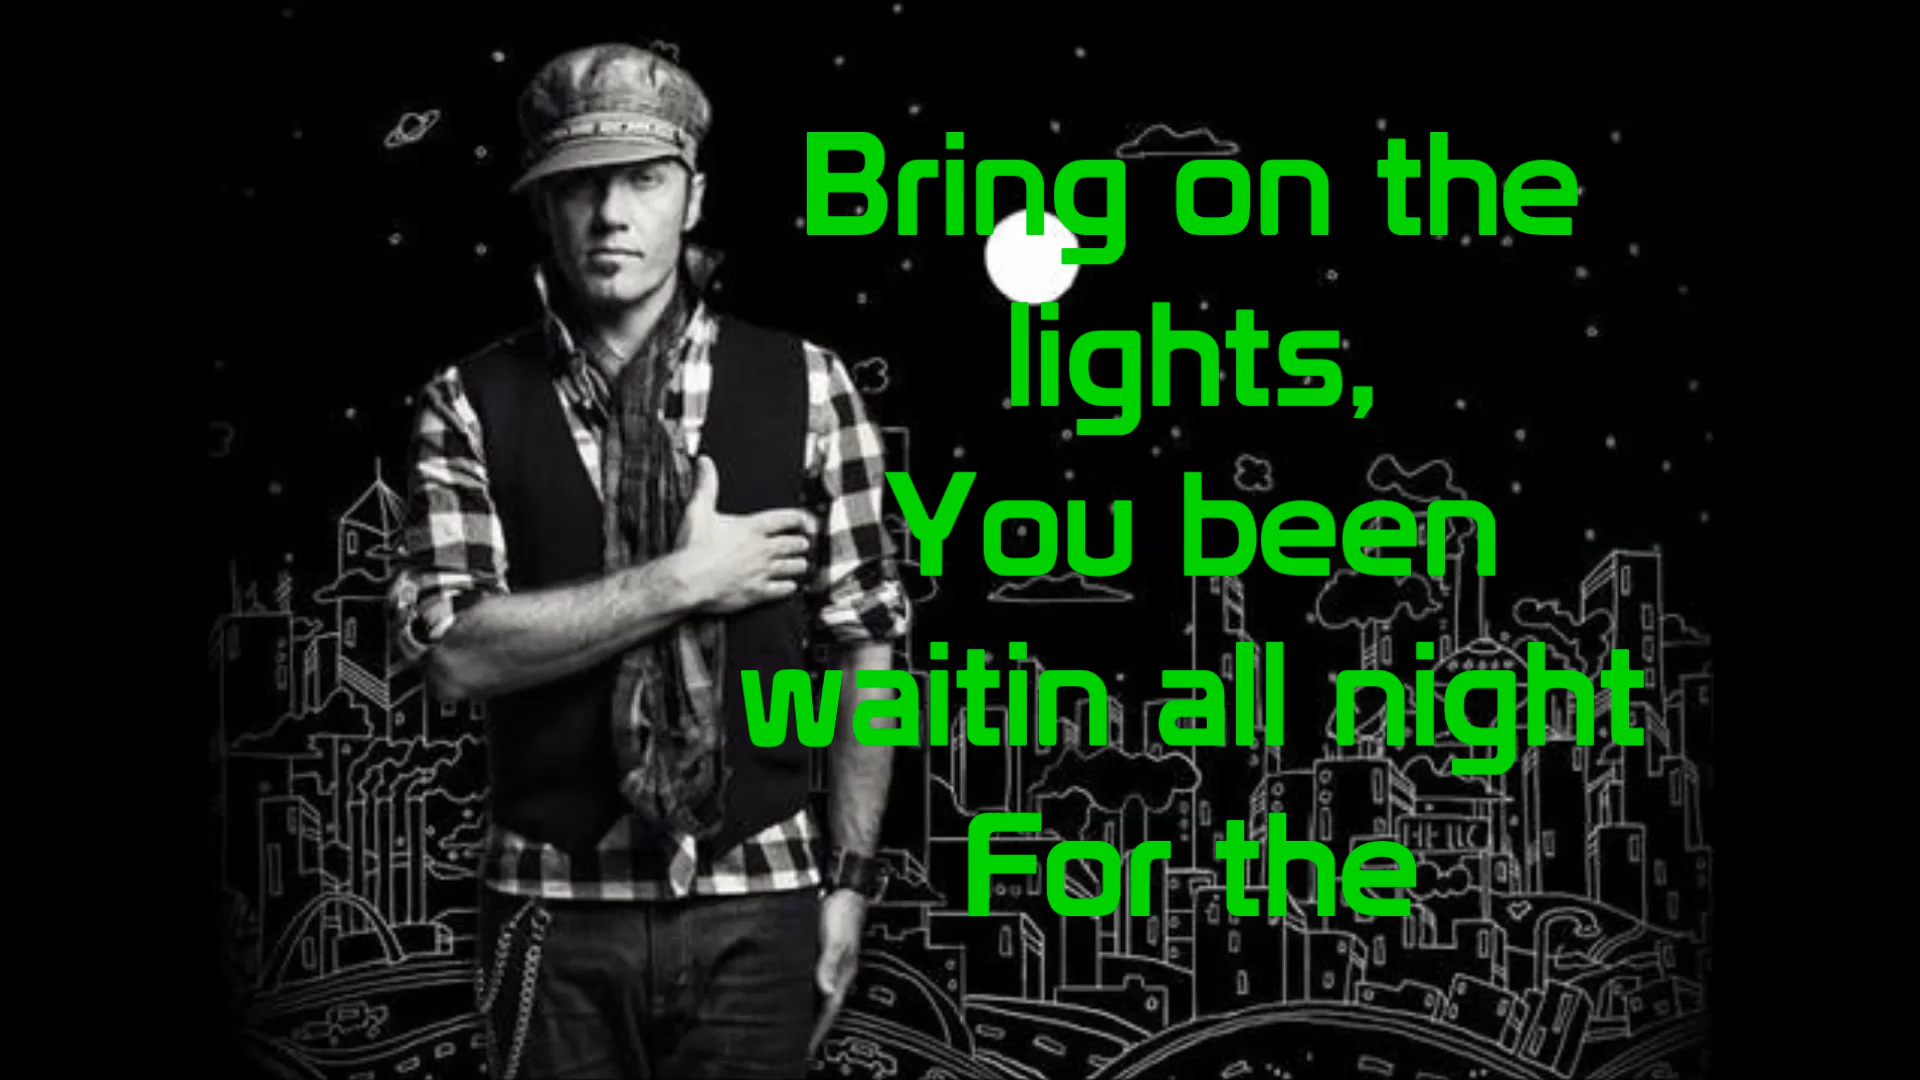 Bring on the
lights,
You been
waitin all night
For the